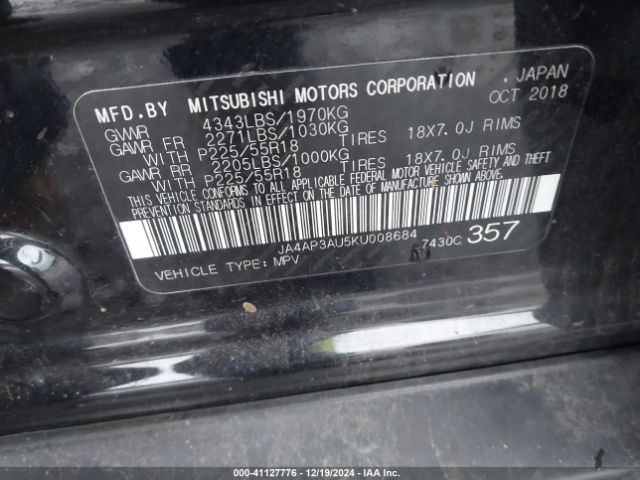 MFD.BY MITSUBISHI MOTORS CORPORATION , JAPAN
GVWR 4343LBS/1970KG OCT 2018
GAWR FR 2271LBS/1030KG
WITH P225/55R18 TIRES 18X7.0J RIMS
GAWR RR 2205LBS/1000KG
WITH P225/55R18 TIRES 18X7.0J RIMS
THIS VEHICLE CONFORMS TO ALL APPLICABLE FEDERAL MOTOR VEHICLE SAFETY AND THEFT
PREVENTION STANDARDS IN EFFECT ON THE DATE OF MANUFACTURE SHOWN ABOVE.
JA4AP3AU5KU008684 7430C 357
VEHICLE TYPE: MPV
000-41127776 - 12/19/2024 - IAA Inc.